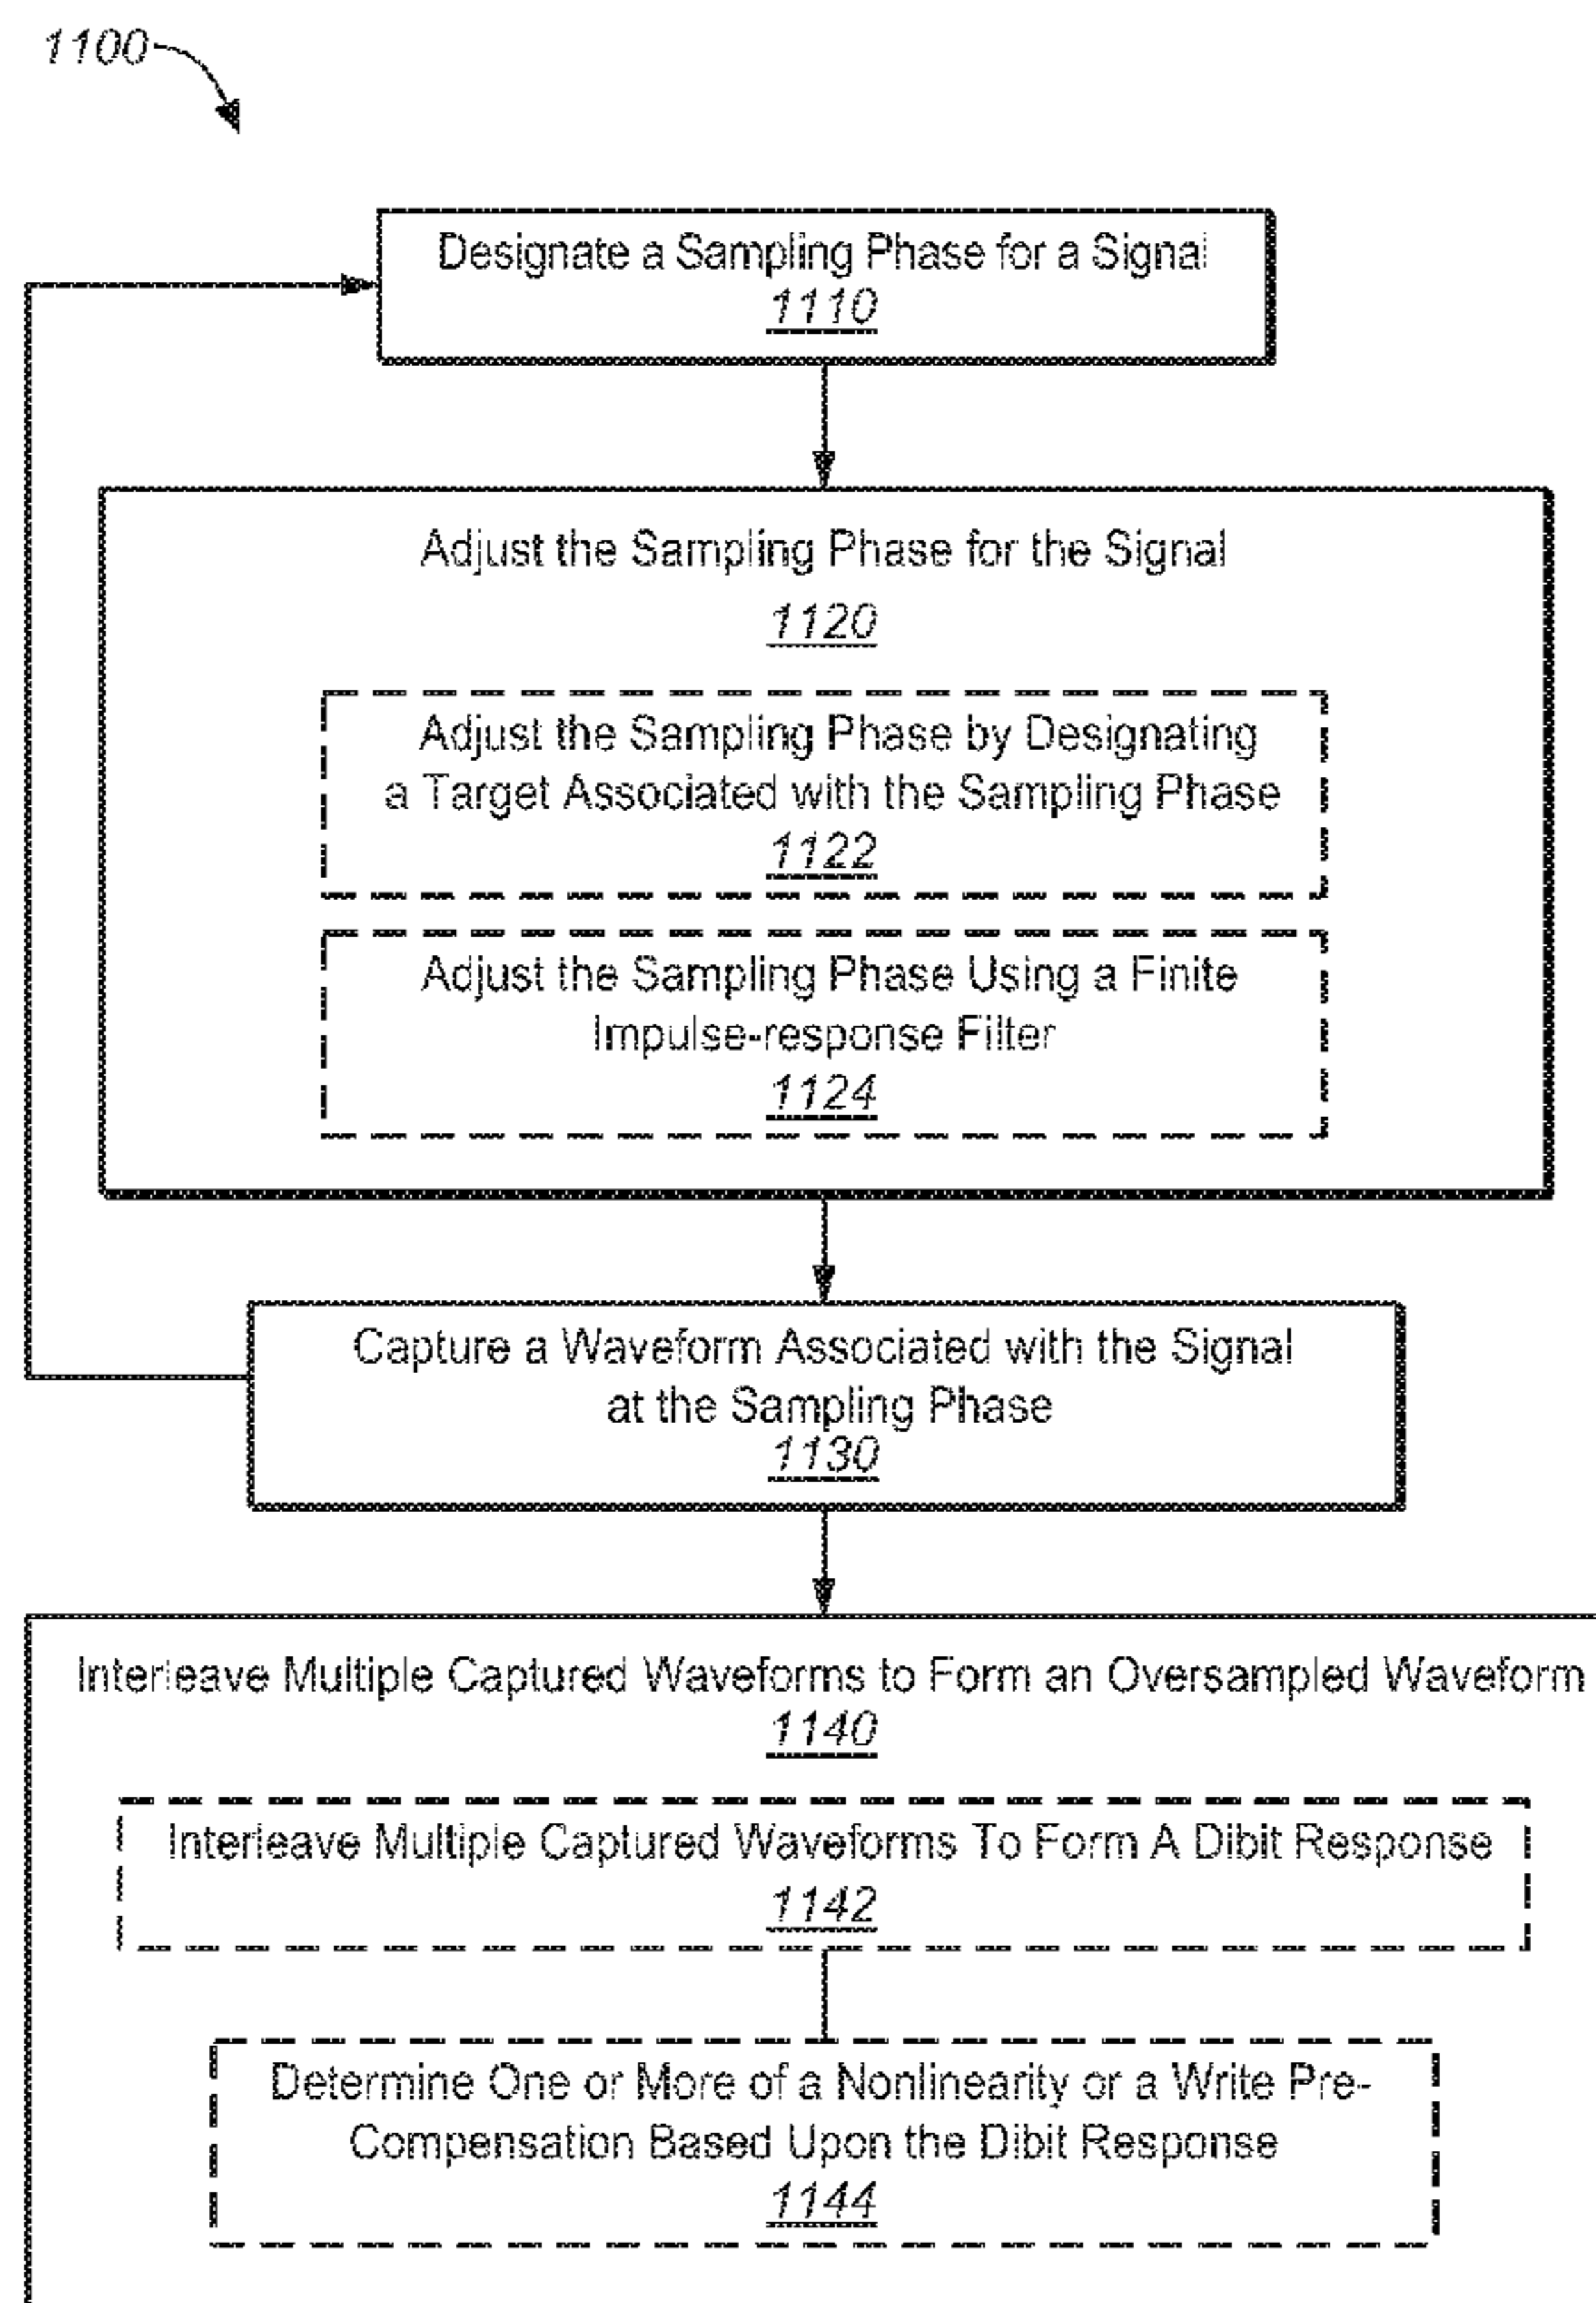 1100
Designate a Sampling Phase for a Signal
1110
Adjust the Sampling Phase for the Signal
1120
Adjust the Sampling Phase by Designating
a Target Associated with the Sampling Phase
1122
Adjust the Sampling Phase Using a Finite
Impulse-response Filter
1124
Capture a Waveform Associated with the Signal
at the Sampling Phase
1130
Interleave Multiple Captured Waveforms to Form an Oversampled Waveform
1140
Interleave Multiple Captured Waveforms To Form A Dibit Response
1142
Determine One or More of a Nonlinearity or a Write Pre-
Compensation Based Upon the Dibit Response
1144